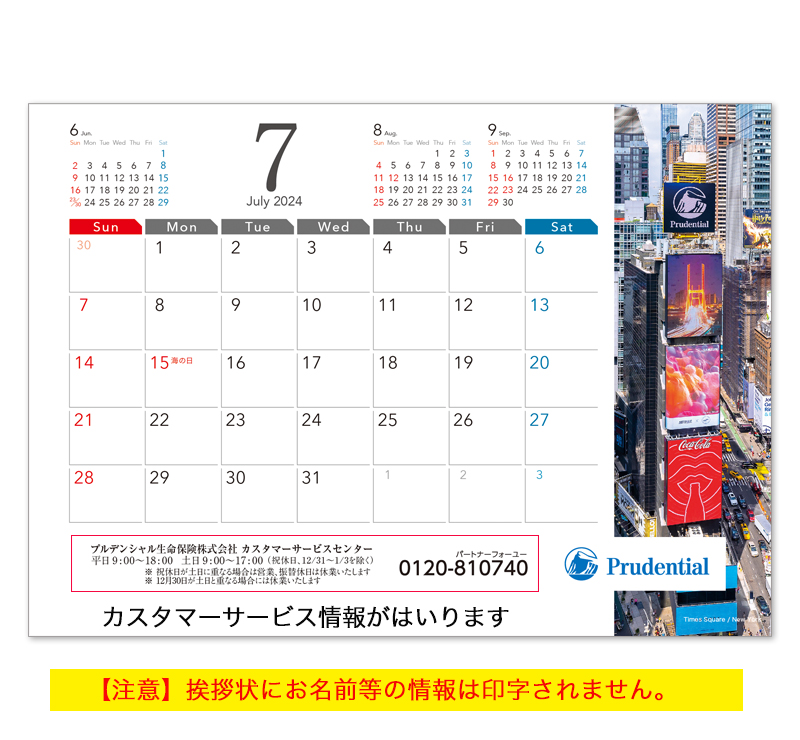 6 Jun.
Sun Mon Tue Wed Thu Fri Sat
1
2 3 4 5 6 7 8
9 10 11 12 13 14 15
16 17 18 19 20 21 22
23/30 24 25 26 27 28 29
7
July 2024
8 Aug.
Sun Mon Tue Wed Thu Fri Sat
1 2 3
4 5 6 7 8 9 10
11 12 13 14 15 16 17
18 19 20 21 22 23 24
25 26 27 28 29 30 31
9 Sep.
Sun Mon Tue Wed Thu Fri Sat
1 2 3 4 5 6 7
8 9 10 11 12 13 14
15 16 17 18 19 20 21
22 23 24 25 26 27 28
29 30
Sun Mon Tue Wed Thu Fri Sat
30 1 2 3 4 5 6
7 8 9 10 11 12 13
14 15 海の日 16 17 18 19 20
21 22 23 24 25 26 27
28 29 30 31 1 2 3
Prudential
Coca-Cola
プルデンシャル生命保険株式会社 カスタマーサービスセンター
平日9:00～18:00 土日9:00～17:00（祝休日、12/31～1/3を除く）
※ 祝休日が土日に重なる場合は営業、振替休日は休業いたします
※ 12月30日が土日と重なる場合には休業いたします
パートナーフォーユー
0120-810740
Prudential
カスタマーサービス情報がはいります
Times Square / New York
【注意】挨拶状にお名前等の情報は印字されません。